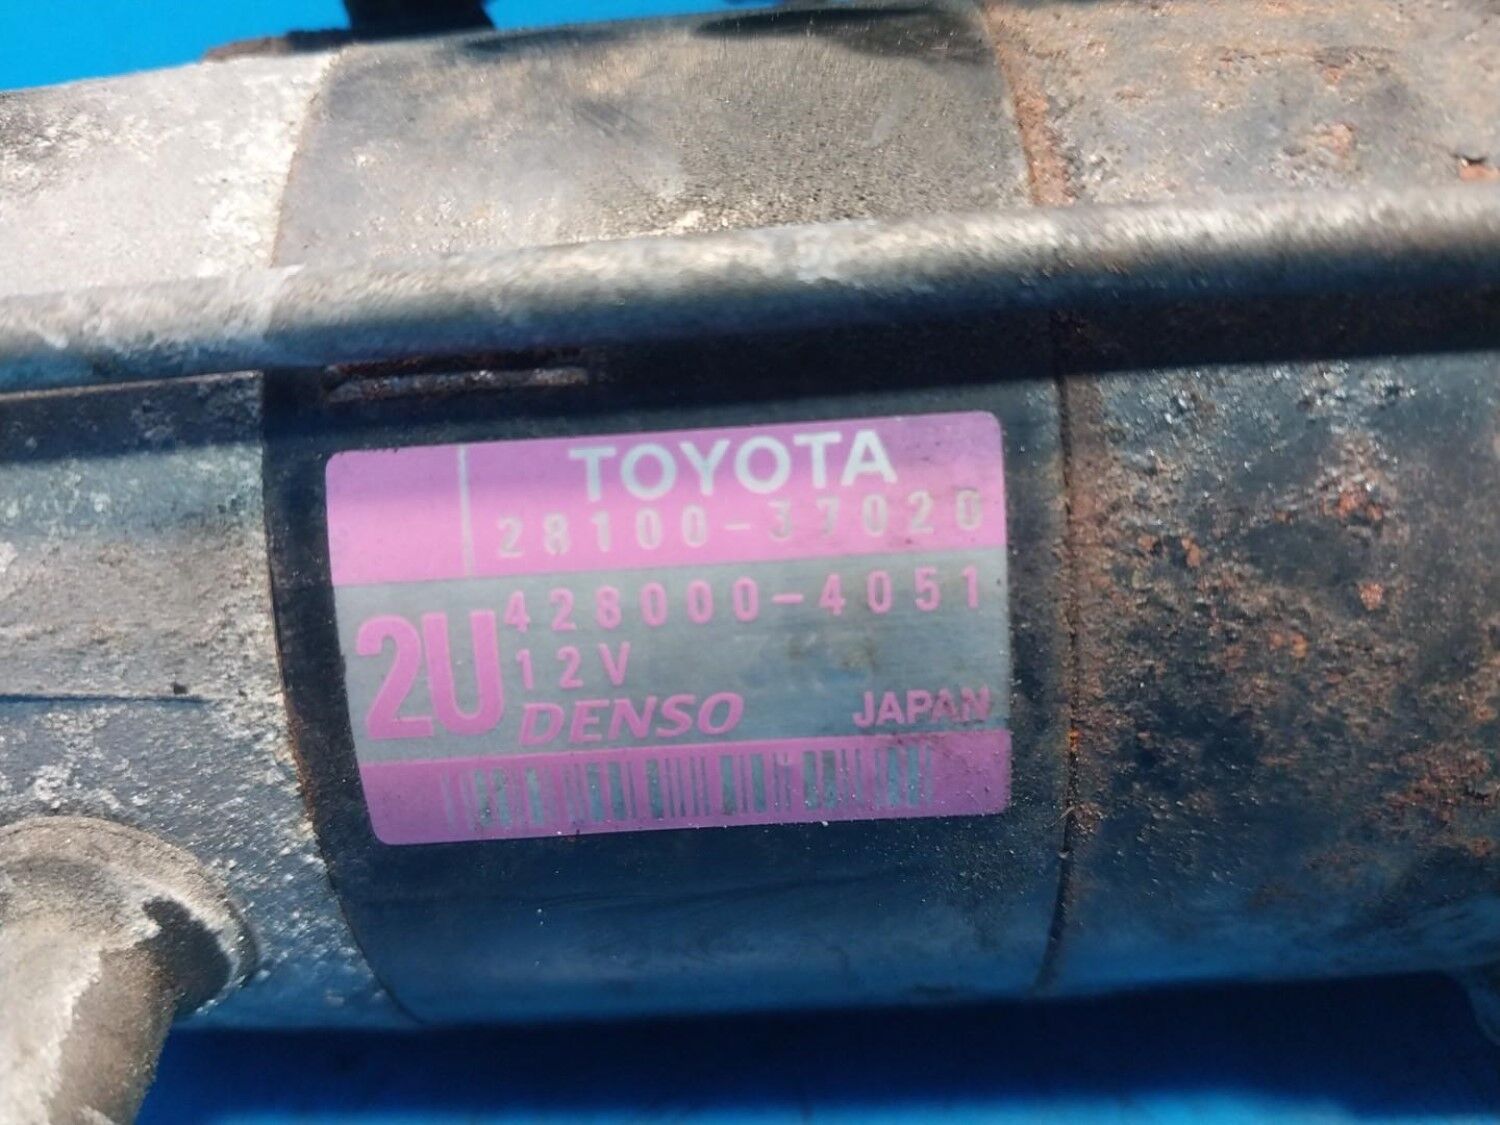 TOYOTA
28100-37020
2U
428000-4051
12V
DENSO
JAPAN